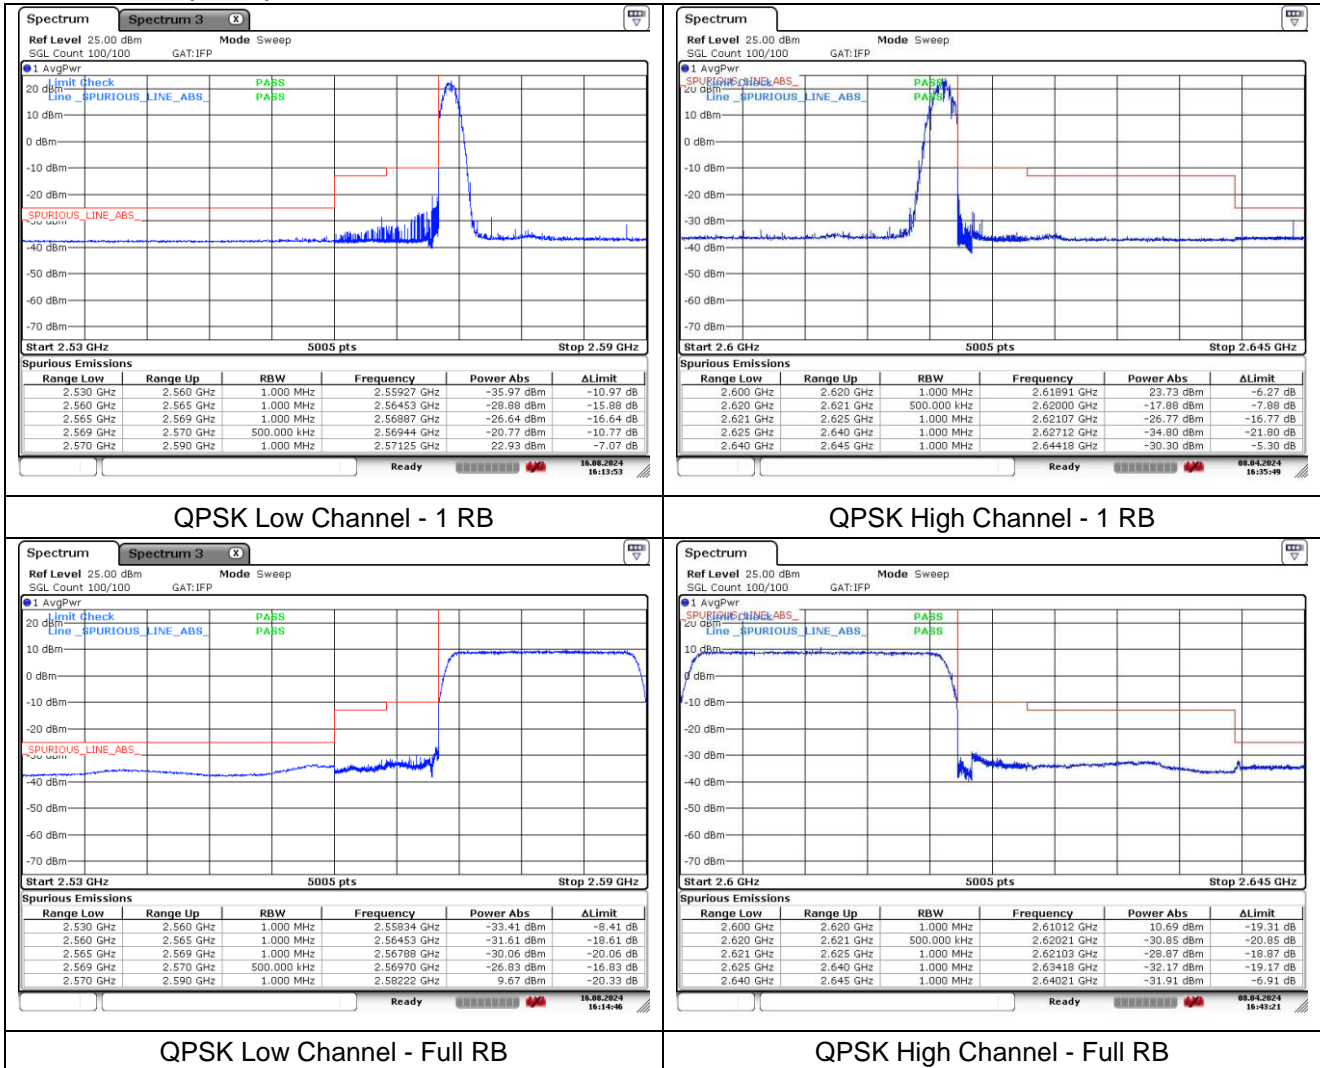 Spectrum Spectrum 3 X
Ref Level 25.00 dBm Mode Sweep
SGL Count 100/100 GAT:IFP
1 AvgPwr
Limit Check PASS
20 dBm
Line _SPURIOUS_LINE_ABS_ PASS
10 dBm
0 dBm
-10 dBm
-20 dBm
_SPURIOUS_LINE_ABS_
-30 dBm
-40 dBm
-50 dBm
-60 dBm
-70 dBm
Start 2.53 GHz 5005 pts Stop 2.59 GHz
Spurious Emissions
Range Low Range Up RBW Frequency Power Abs ΔLimit
2.530 GHz 2.560 GHz 1.000 MHz 2.55927 GHz -35.97 dBm -10.97 dB
2.560 GHz 2.565 GHz 1.000 MHz 2.56453 GHz -28.88 dBm -15.88 dB
2.565 GHz 2.569 GHz 1.000 MHz 2.56887 GHz -26.64 dBm -16.64 dB
2.569 GHz 2.570 GHz 500.000 kHz 2.56944 GHz -20.77 dBm -10.77 dB
2.570 GHz 2.590 GHz 1.000 MHz 2.57125 GHz 22.93 dBm -7.07 dB
Ready 16.08.2024
16:13:53
QPSK Low Channel - 1 RB
Spectrum
Ref Level 25.00 dBm Mode Sweep
SGL Count 100/100 GAT:IFP
1 AvgPwr
_SPURIOUS_LINE_ABS_
Limit Check PASS
20 dBm
Line _SPURIOUS_LINE_ABS_ PASS
10 dBm
0 dBm
-10 dBm
-20 dBm
-30 dBm
-40 dBm
-50 dBm
-60 dBm
-70 dBm
Start 2.6 GHz 5005 pts Stop 2.645 GHz
Spurious Emissions
Range Low Range Up RBW Frequency Power Abs ΔLimit
2.600 GHz 2.620 GHz 1.000 MHz 2.61891 GHz 23.73 dBm -6.27 dB
2.620 GHz 2.621 GHz 500.000 kHz 2.62000 GHz -17.88 dBm -7.88 dB
2.621 GHz 2.625 GHz 1.000 MHz 2.62107 GHz -26.77 dBm -16.77 dB
2.625 GHz 2.640 GHz 1.000 MHz 2.62712 GHz -34.80 dBm -21.80 dB
2.640 GHz 2.645 GHz 1.000 MHz 2.64418 GHz -30.30 dBm -5.30 dB
Ready 08.04.2024
16:35:49
QPSK High Channel - 1 RB
Spectrum Spectrum 3 X
Ref Level 25.00 dBm Mode Sweep
SGL Count 100/100 GAT:IFP
1 AvgPwr
Limit Check PASS
20 dBm
Line _SPURIOUS_LINE_ABS_ PASS
10 dBm
0 dBm
-10 dBm
-20 dBm
_SPURIOUS_LINE_ABS_
-30 dBm
-40 dBm
-50 dBm
-60 dBm
-70 dBm
Start 2.53 GHz 5005 pts Stop 2.59 GHz
Spurious Emissions
Range Low Range Up RBW Frequency Power Abs ΔLimit
2.530 GHz 2.560 GHz 1.000 MHz 2.55834 GHz -33.41 dBm -8.41 dB
2.560 GHz 2.565 GHz 1.000 MHz 2.56453 GHz -31.61 dBm -18.61 dB
2.565 GHz 2.569 GHz 1.000 MHz 2.56788 GHz -30.06 dBm -20.06 dB
2.569 GHz 2.570 GHz 500.000 kHz 2.56970 GHz -26.83 dBm -16.83 dB
2.570 GHz 2.590 GHz 1.000 MHz 2.58222 GHz 9.67 dBm -20.33 dB
Ready 16.08.2024
16:14:46
QPSK Low Channel - Full RB
Spectrum
Ref Level 25.00 dBm Mode Sweep
SGL Count 100/100 GAT:IFP
1 AvgPwr
_SPURIOUS_LINE_ABS_
Limit Check PASS
20 dBm
Line _SPURIOUS_LINE_ABS_ PASS
10 dBm
0 dBm
-10 dBm
-20 dBm
-30 dBm
-40 dBm
-50 dBm
-60 dBm
-70 dBm
Start 2.6 GHz 5005 pts Stop 2.645 GHz
Spurious Emissions
Range Low Range Up RBW Frequency Power Abs ΔLimit
2.600 GHz 2.620 GHz 1.000 MHz 2.61012 GHz 10.69 dBm -19.31 dB
2.620 GHz 2.621 GHz 500.000 kHz 2.62021 GHz -30.85 dBm -20.85 dB
2.621 GHz 2.625 GHz 1.000 MHz 2.62103 GHz -28.87 dBm -18.87 dB
2.625 GHz 2.640 GHz 1.000 MHz 2.63418 GHz -32.17 dBm -19.17 dB
2.640 GHz 2.645 GHz 1.000 MHz 2.64021 GHz -31.91 dBm -6.91 dB
Ready 08.04.2024
16:43:21
QPSK High Channel - Full RB